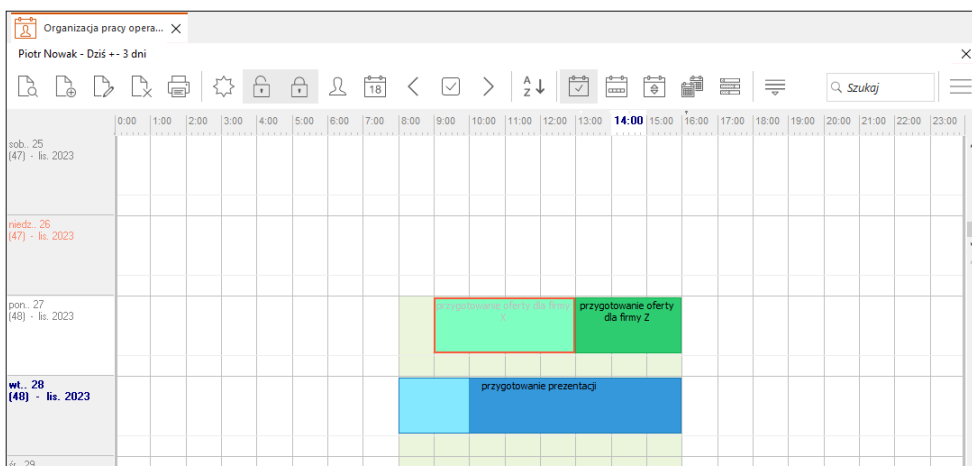 Organizacja pracy opera...
Piotr Nowak - Dziś +- 3 dni
18
A
Z
Szukaj
0:00 1:00 2:00 3:00 4:00 5:00 6:00 7:00 8:00 9:00 10:00 11:00 12:00 13:00 14:00 15:00 16:00 17:00 18:00 19:00 20:00 21:00 22:00 23:00
sob.. 25
(47) - lis. 2023
niedz.. 26
(47) - lis. 2023
pon.. 27
(48) - lis. 2023
przygotowanie oferty dla firmy
X
przygotowanie oferty
dla firmy Z
wt.. 28
(48) - lis. 2023
przygotowanie prezentacji
śr.. 29